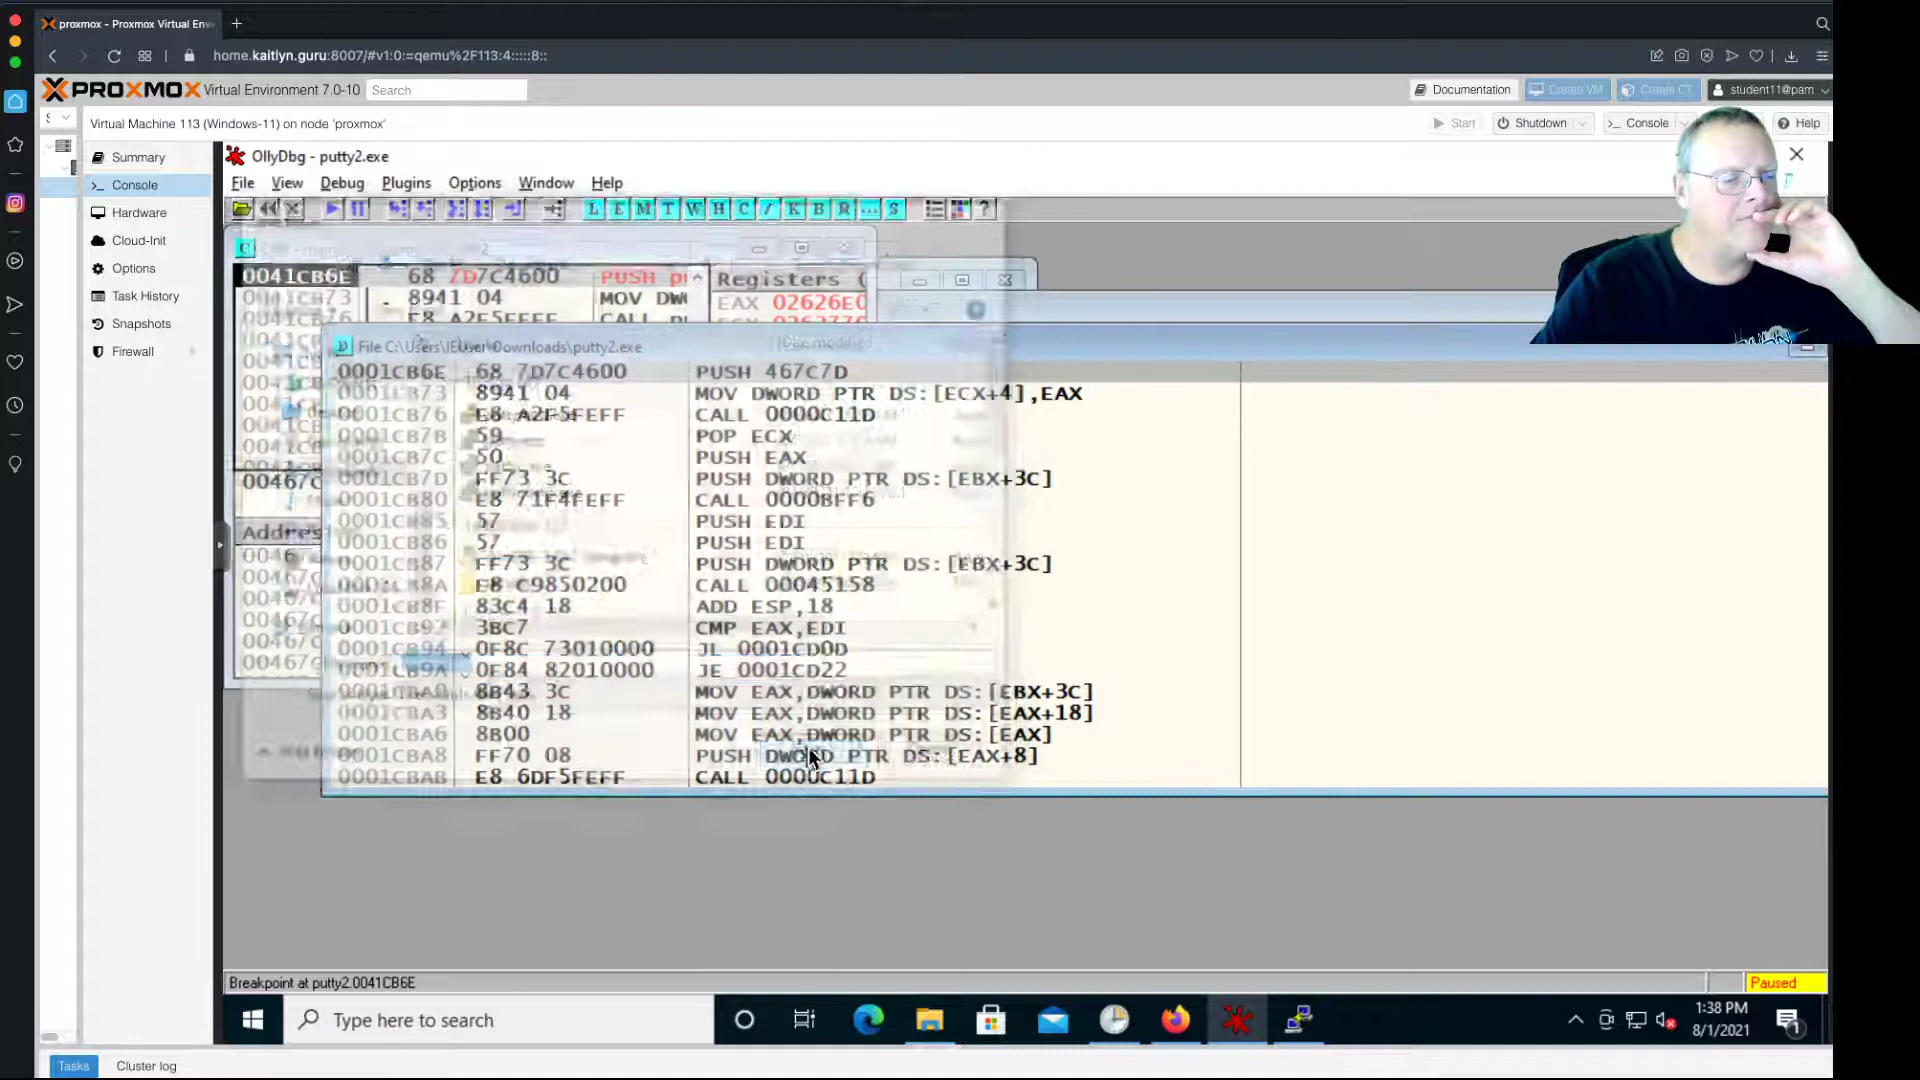 proxmox - Proxmox Virtual Env
home.kaitlyn.guru:8007/#v1:0:=qemu%2F113:4:::::8::
PROXMOX Virtual Environment 7.0-10 Search
Documentation Create VM Create CT student11@pam
Virtual Machine 113 (Windows-11) on node 'proxmox'
Start Shutdown Console Help
Summary
Console
Hardware
Cloud-Init
Options
Task History
Snapshots
Firewall
OllyDbg - putty2.exe
File View Debug Plugins Options Window Help
L E M T W H C / K B R ... S
0041CB6E 68 7D7C4600 PUSH Registers (
0041CB73 8941 04 MOV EAX 02626E
E8 A2F5FEFF CALL
00467C
Addres
File C:\Users\IEUser\Downloads\putty2.exe
Date modified
0001CB6E 68 7D7C4600 PUSH 467C7D
0001CB73 8941 04 MOV DWORD PTR DS:[ECX+4],EAX
0001CB76 E8 A2F5FEFF CALL 0000C11D
0001CB7B 59 POP ECX
0001CB7C 50 PUSH EAX
0001CB7D FF73 3C PUSH DWORD PTR DS:[EBX+3C]
0001CB80 E8 71F4FEFF CALL 0000BFF6
0001CB85 57 PUSH EDI
0001CB86 57 PUSH EDI
0001CB87 FF73 3C PUSH DWORD PTR DS:[EBX+3C]
0001CB8A E8 C9850200 CALL 00045158
0001CB8F 83C4 18 ADD ESP,18
0001CB92 3BC7 CMP EAX,EDI
0001CB94 0F8C 73010000 JL 0001CD0D
0001CB9A 0F84 82010000 JE 0001CD22
0001CBA0 8B43 3C MOV EAX,DWORD PTR DS:[EBX+3C]
0001CBA3 8B40 18 MOV EAX,DWORD PTR DS:[EAX+18]
0001CBA6 8B00 MOV EAX,DWORD PTR DS:[EAX]
0001CBA8 FF70 08 PUSH DWORD PTR DS:[EAX+8]
0001CBAB E8 6DF5FEFF CALL 0000C11D
Breakpoint at putty2.0041CB6E
Paused
Type here to search
1:38 PM
8/1/2021
1
Tasks Cluster log